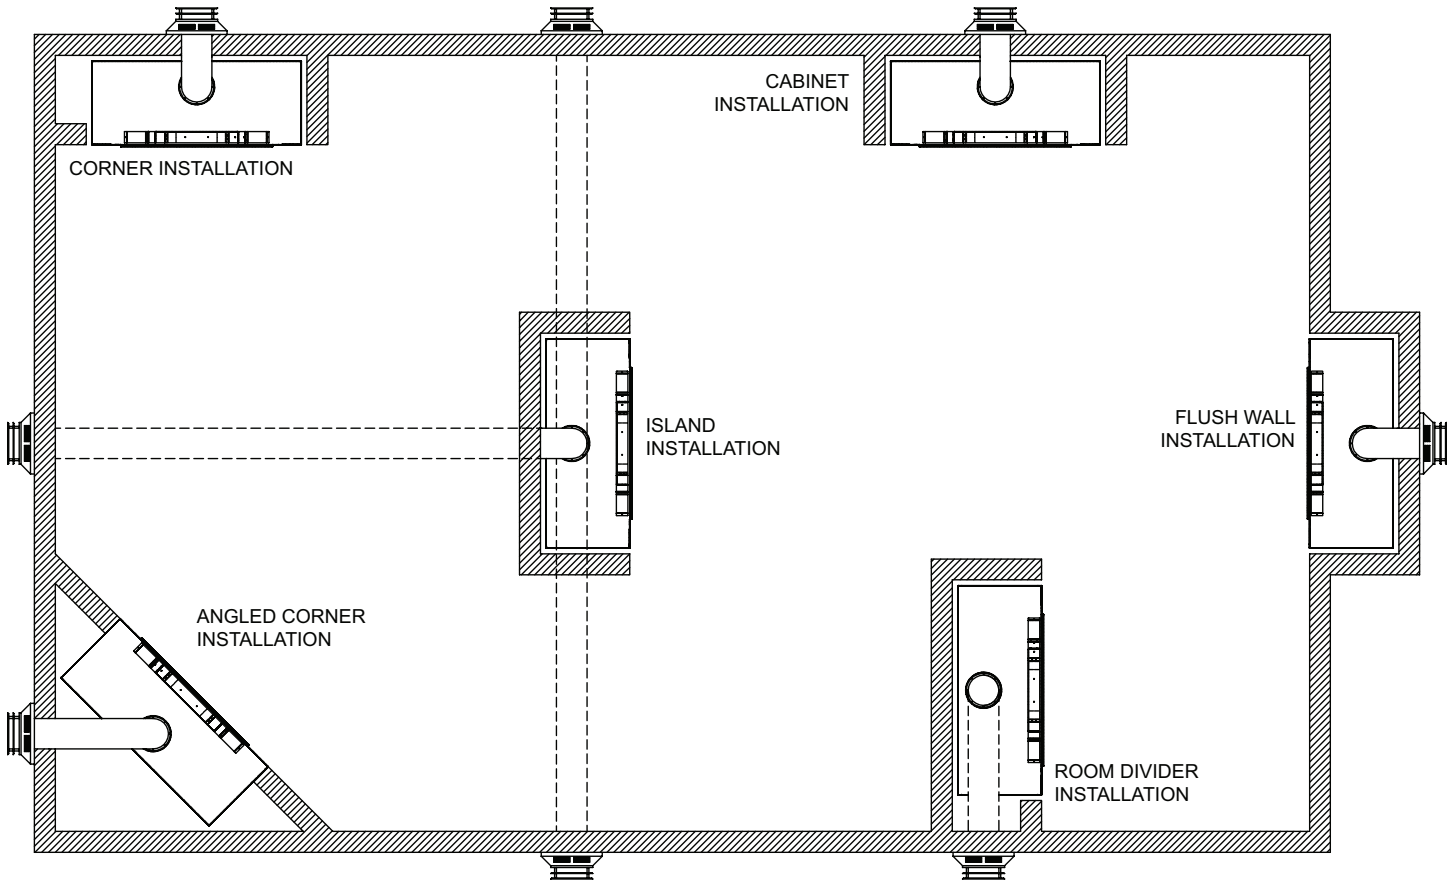 CABINET
INSTALLATION
CORNER INSTALLATION
ISLAND
INSTALLATION
FLUSH WALL
INSTALLATION
ANGLED CORNER
INSTALLATION
ROOM DIVIDER
INSTALLATION